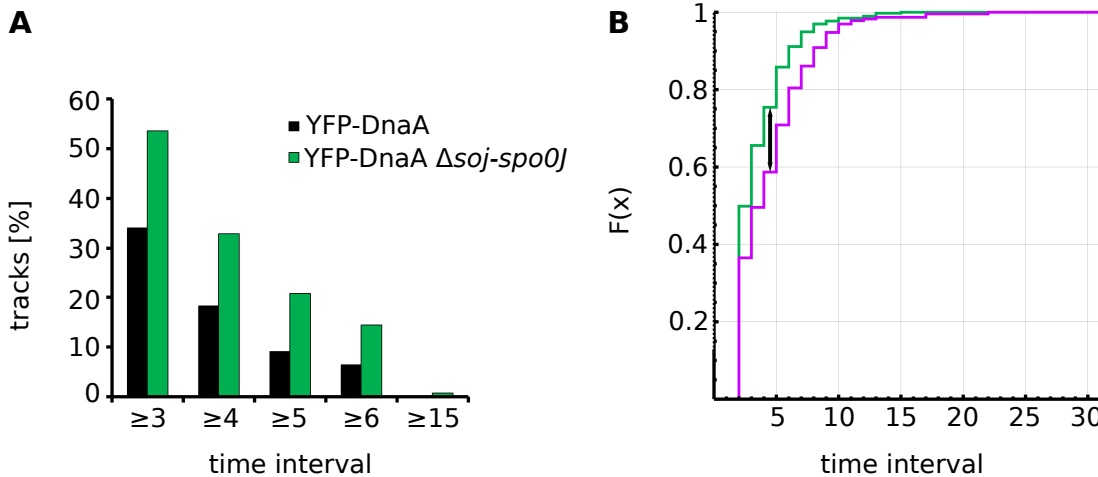 A
60
50
40
30
20
10
0
tracks [%]
YFP-DnaA
YFP-DnaA Δsoj-spo0J
≥3 ≥4 ≥5 ≥6 ≥15
time interval
B
1
0.8
0.6
0.4
0.2
F(x)
5 10 15 20 25 30
time interval